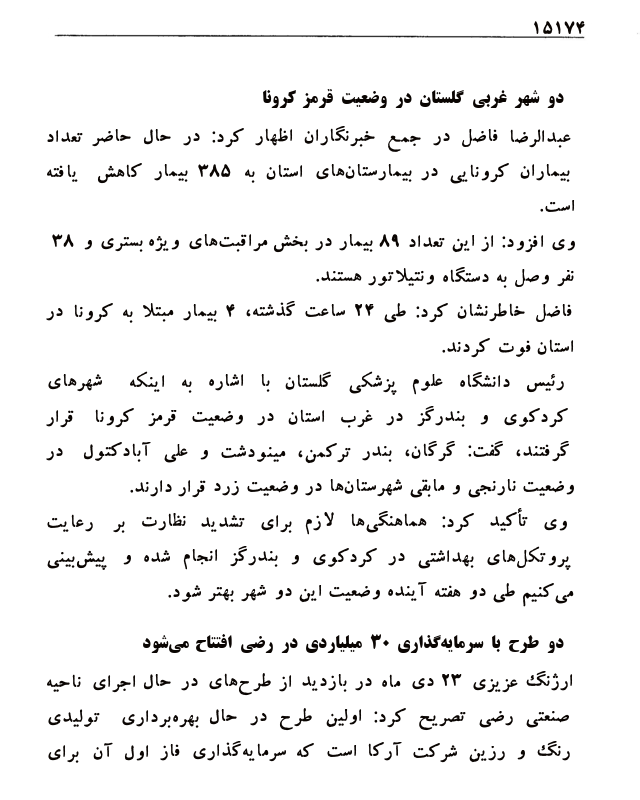 ۱۵۱۷۴
دو شهر غربی گلستان در وضعیت قرمز کرونا
عبدالرضا فاضل در جمع خبرنگاران اظهار کرد: در حال حاضر تعداد
بیماران کرونایی در بیمارستان‌های استان به ۳۸۵ بیمار کاهش یافته
است.
وی افزود: از این تعداد ۸۹ بیمار در بخش مراقبت‌های ویژه بستری و ۳۸
نفر وصل به دستگاه ونتیلاتور هستند.
فاضل خاطرنشان کرد: طی ۲۴ ساعت گذشته، ۴ بیمار مبتلا به کرونا در
استان فوت کردند.
رئیس دانشگاه علوم پزشکی گلستان با اشاره به اینکه شهرهای
کردکوی و بندرگز در غرب استان در وضعیت قرمز کرونا قرار
گرفتند، گفت: گرگان، بندر ترکمن، مینودشت و علی آبادکتول در
وضعیت نارنجی و مابقی شهرستان‌ها در وضعیت زرد قرار دارند.
وی تأکید کرد: هماهنگی‌ها لازم برای تشدید نظارت بر رعایت
پروتکل‌های بهداشتی در کردکوی و بندرگز انجام شده و پیش‌بینی
می‌کنیم طی دو هفته آینده وضعیت این دو شهر بهتر شود.
دو طرح با سرمایه‌گذاری ۳۰ میلیاردی در رضی افتتاح می‌شود
ارژنگ عزیزی ۲۳ دی ماه در بازدید از طرح‌های در حال اجرای ناحیه
صنعتی رضی تصریح کرد: اولین طرح در حال بهره‌برداری تولیدی
رنگ و رزین شرکت آرکا است که سرمایه‌گذاری فاز اول آن برای